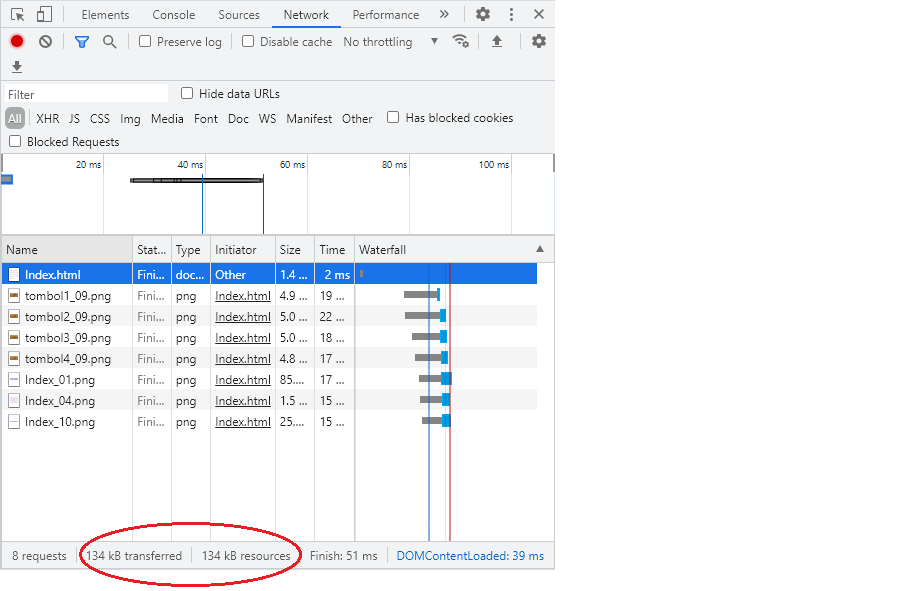 Elements Console Sources Network Performance »
Preserve log Disable cache No throttling
Filter Hide data URLs
All XHR JS CSS Img Media Font Doc WS Manifest Other Has blocked cookies
Blocked Requests
20 ms 40 ms 60 ms 80 ms 100 ms
Name Stat... Type Initiator Size Time Waterfall
Index.html Fini... doc... Other 1.4 ... 2 ms
tombol1_09.png Fini... png Index.html 4.9 ... 19 ...
tombol2_09.png Fini... png Index.html 5.0 ... 22 ...
tombol3_09.png Fini... png Index.html 5.0 ... 18 ...
tombol4_09.png Fini... png Index.html 4.8 ... 17 ...
Index_01.png Fini... png Index.html 85.... 17 ...
Index_04.png Fini... png Index.html 1.5 ... 15 ...
Index_10.png Fini... png Index.html 25.... 15 ...
8 requests 134 kB transferred 134 kB resources Finish: 51 ms DOMContentLoaded: 39 ms